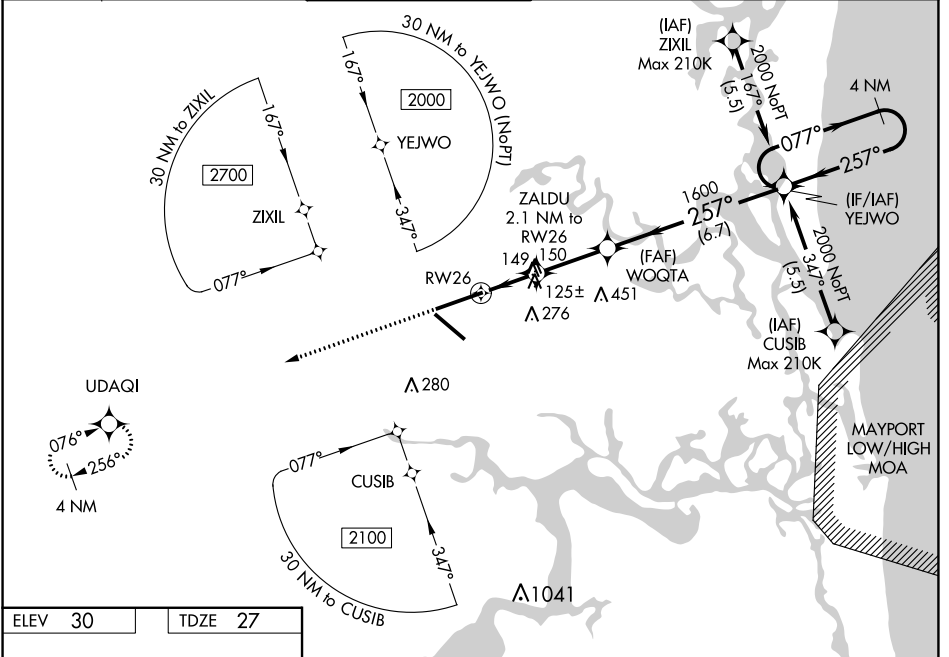 30 NM to ZIXIL
167°
2700
ZIXIL
077°
30 NM to YEJWO (NoPT)
167°
2000
YEJWO
347°
(IAF)
ZIXIL
Max 210K
2000 NoPT
167°
(5.5)
4 NM
077°
257°
(IF/IAF)
YEJWO
1600
257°
(6.7)
ZALDU
2.1 NM to
RW26
149
150
125±
451
276
(FAF)
WOQTA
RW26
2000 NoPT
347°
(5.5)
(IAF)
CUSIB
Max 210K
280
UDAQI
076°
256°
4 NM
077°
CUSIB
2100
347°
30 NM to CUSIB
MAYPORT
LOW/HIGH
MOA
1041
ELEV 30
TDZE 27